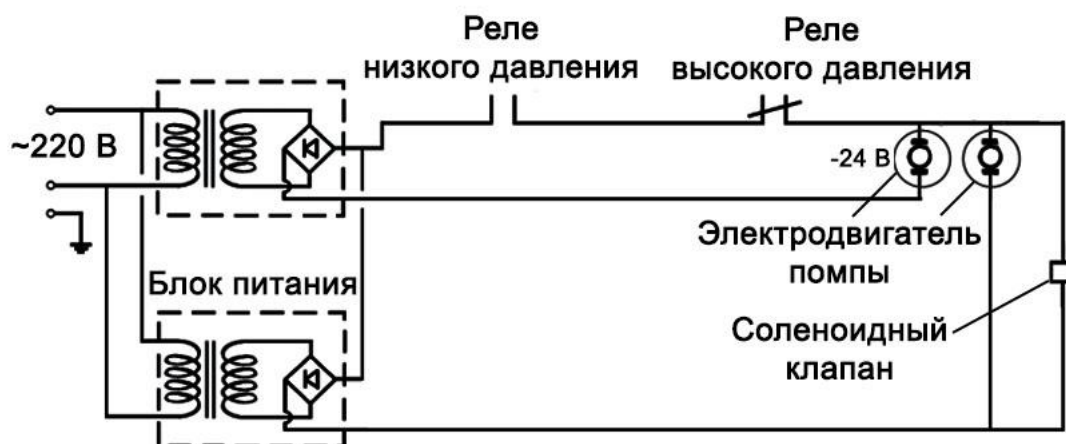 Реле
низкого давления
Реле
высокого давления
~220 В
-24 В
Электродвигатель
помпы
Блок питания
Соленоидный
клапан